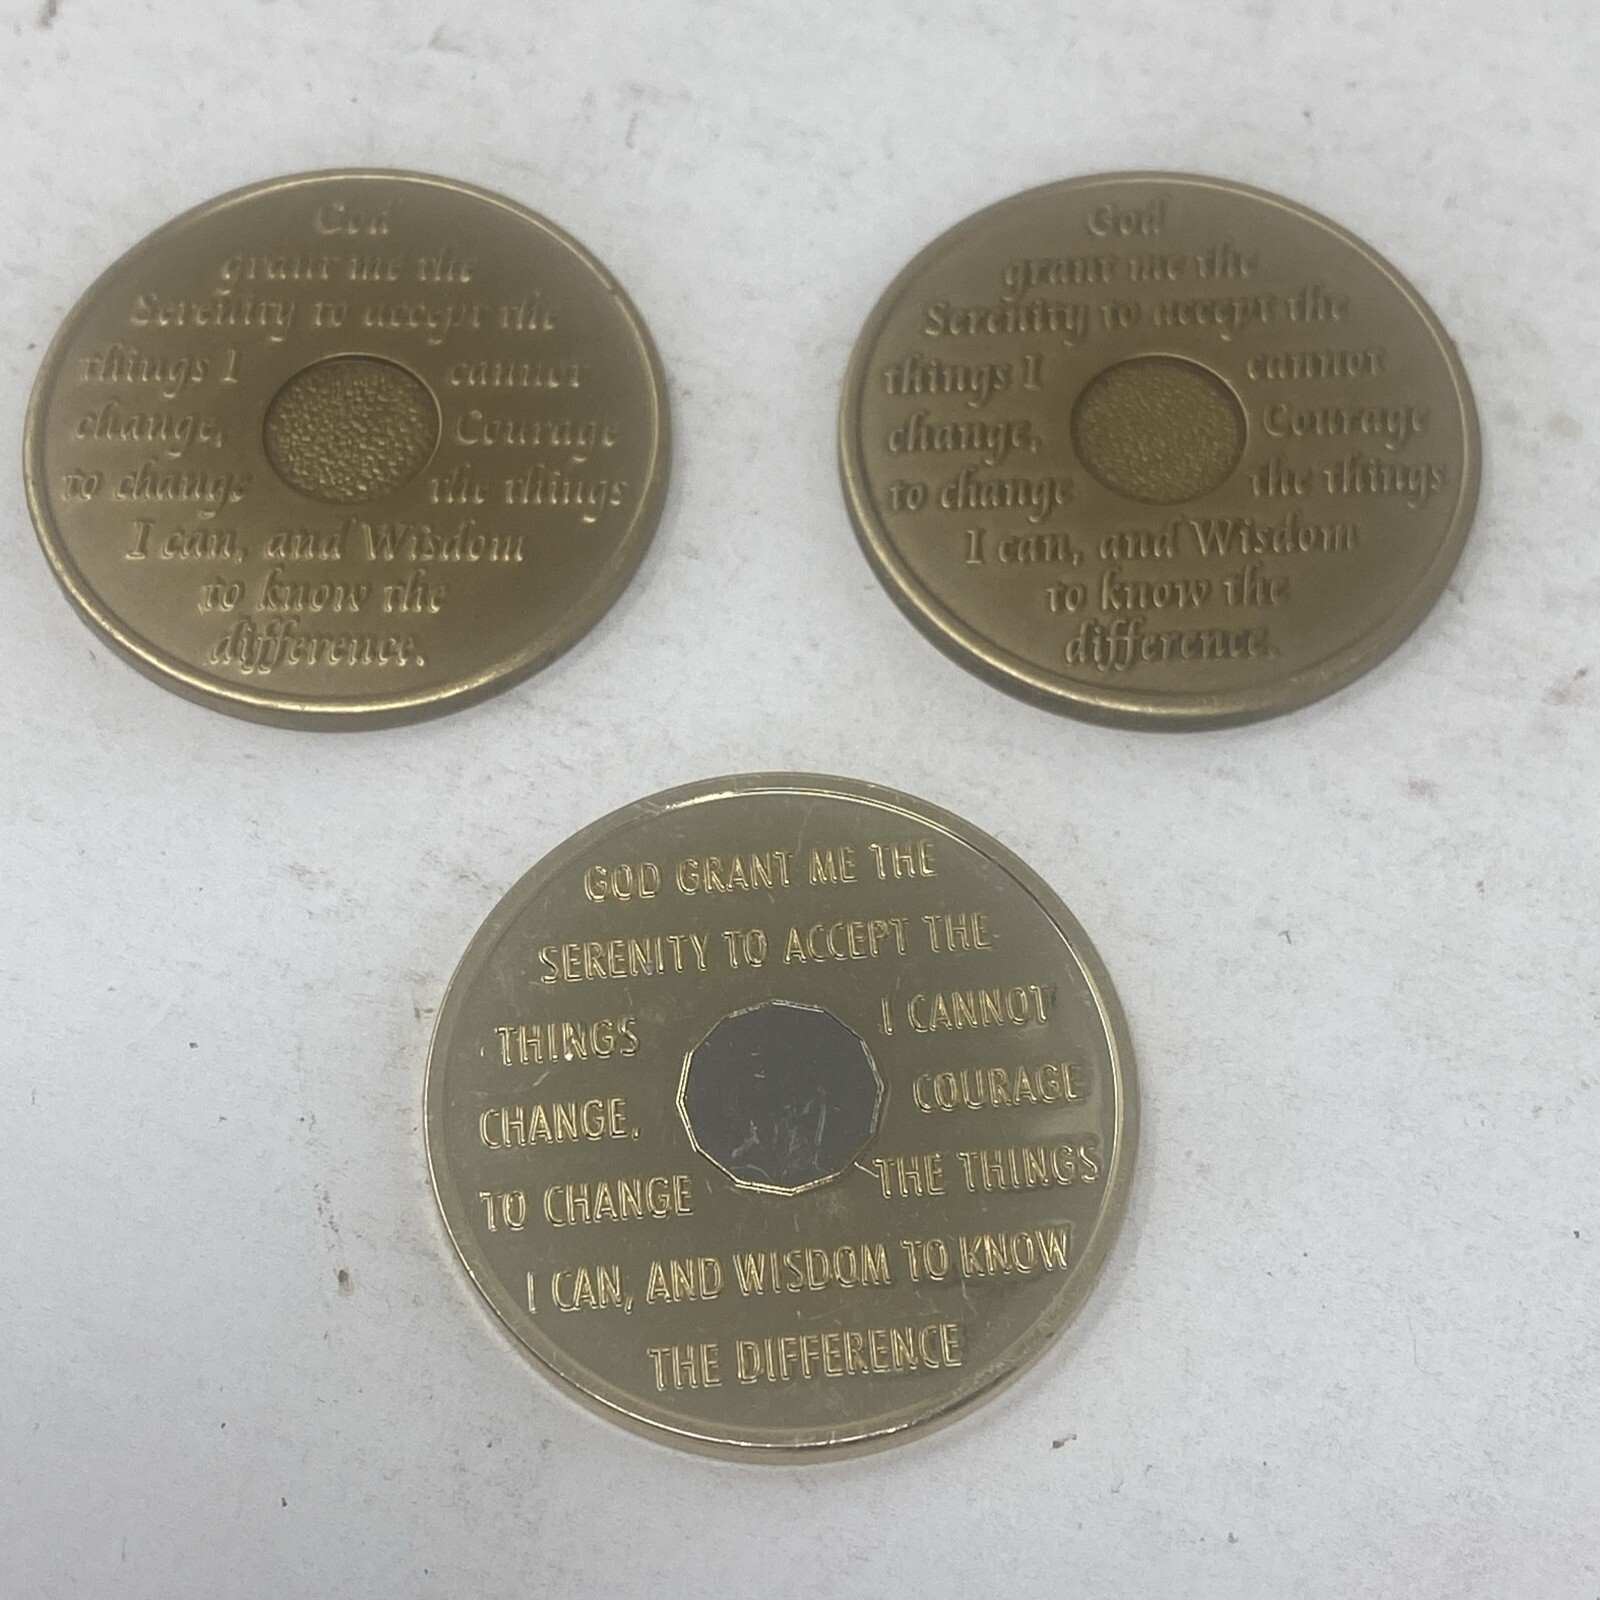 God
grant me the
Serenity to accept the
things I cannot
change, Courage
to change the things
I can, and Wisdom
to know the
difference.
God
grant me the
Serenity to accept the
things I cannot
change, Courage
to change the things
I can, and Wisdom
to know the
difference.
GOD GRANT ME THE
SERENITY TO ACCEPT THE
THINGS I CANNOT
CHANGE, COURAGE
TO CHANGE THE THINGS
I CAN, AND WISDOM TO KNOW
THE DIFFERENCE